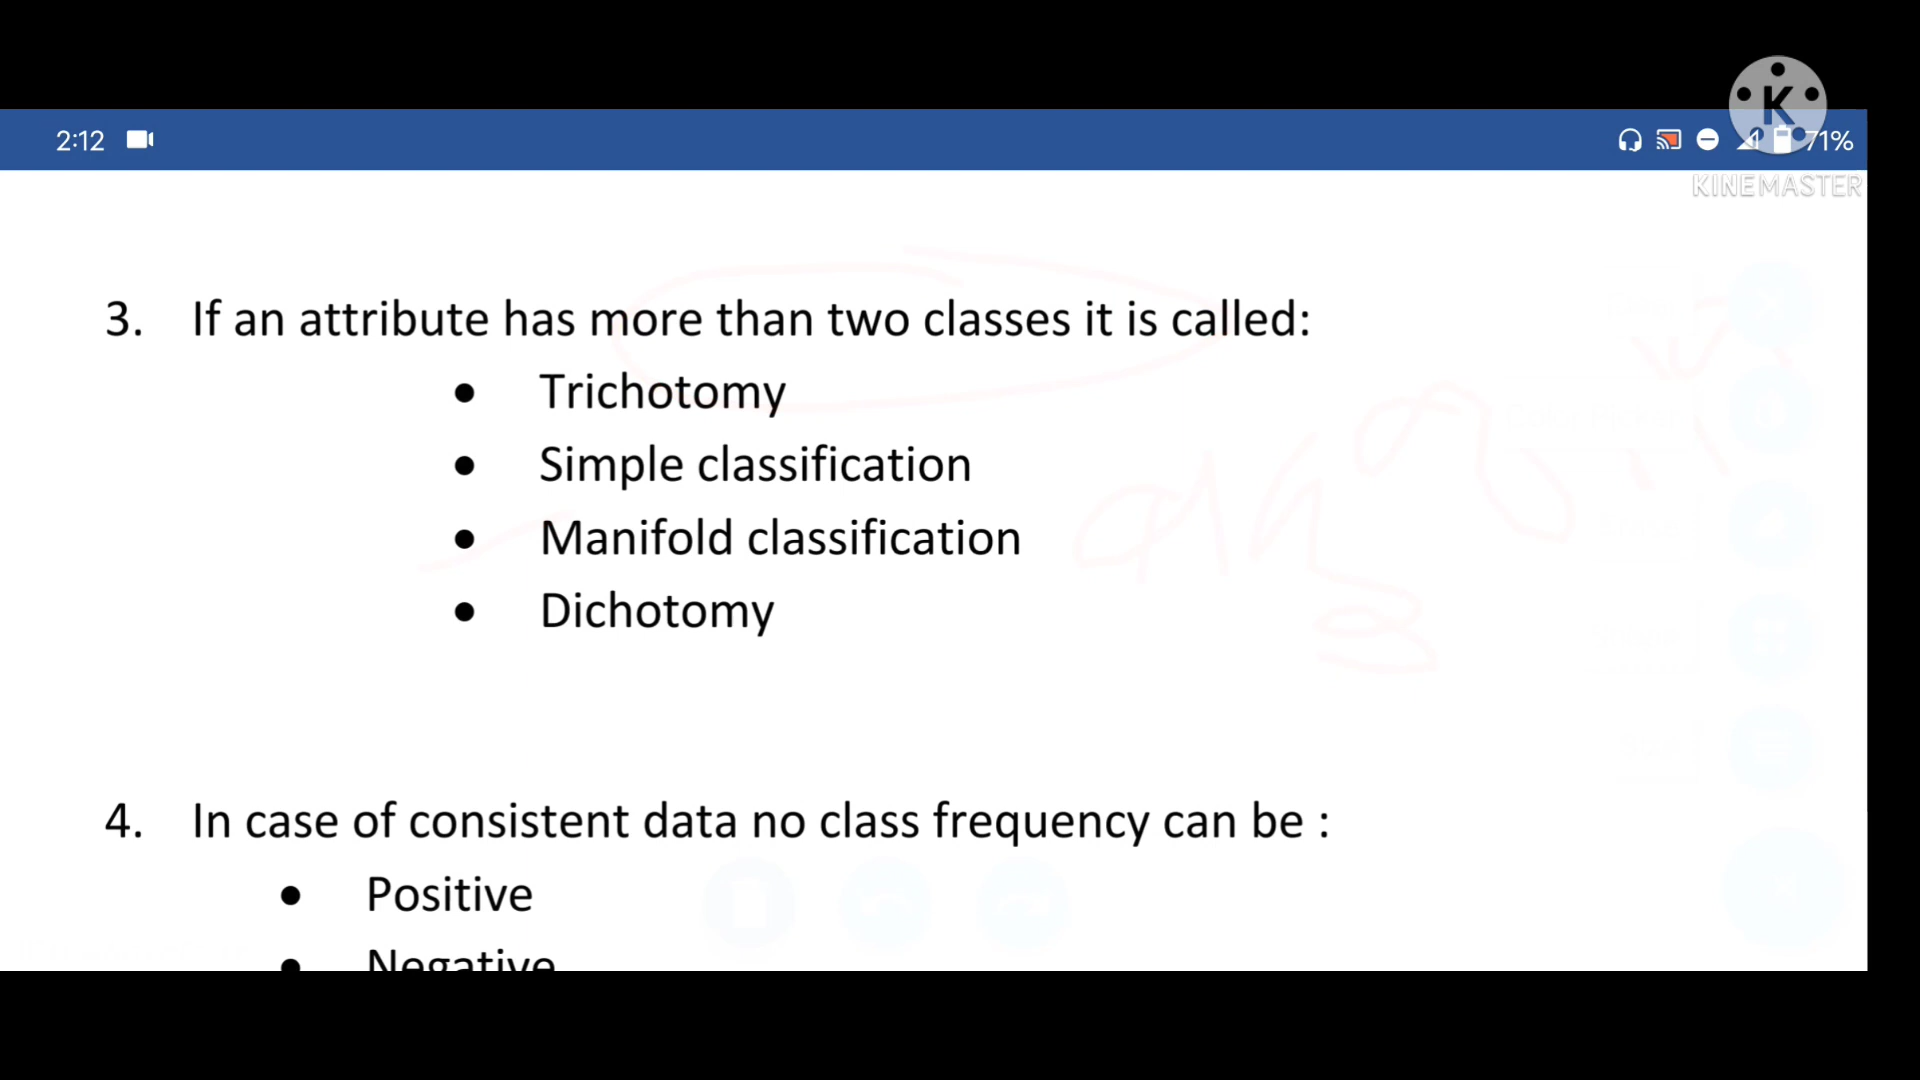 2:12 71%
K
KINEMASTER
3. If an attribute has more than two classes it is called:
• Trichotomy
• Simple classification
• Manifold classification
• Dichotomy
4. In case of consistent data no class frequency can be :
• Positive
• Negative